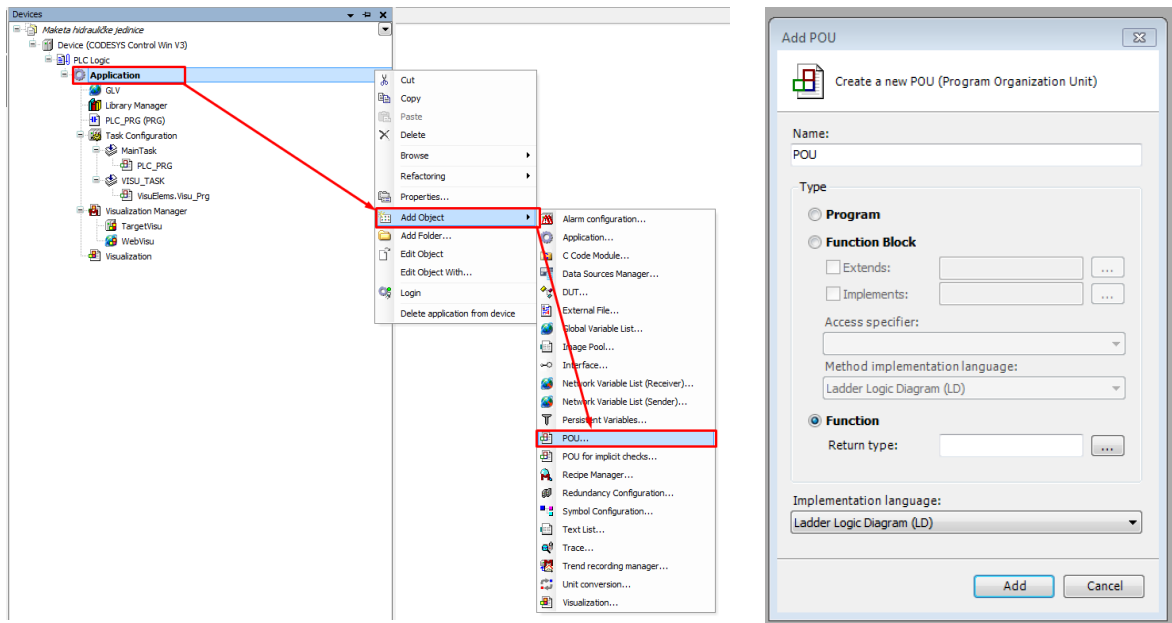 Devices
Maketa hidrauličke jedinice
Device (CODESYS Control Win V3)
PLC Logic
Application
GLV
Library Manager
PLC_PRG (PRG)
Task Configuration
MainTask
PLC_PRG
VISU_TASK
VisuElems.Visu_Prg
Visualization Manager
TargetVisu
WebVisu
Visualization
Cut
Copy
Paste
Delete
Browse
Refactoring
Properties...
Add Object
Add Folder...
Edit Object
Edit Object With...
Login
Delete application from device
Alarm configuration...
Application...
C Code Module...
Data Sources Manager...
DUT...
External File...
Global Variable List...
Image Pool...
Interface...
Network Variable List (Receiver)...
Network Variable List (Sender)...
Persistent Variables...
POU...
POU for implicit checks...
Recipe Manager...
Redundancy Configuration...
Symbol Configuration...
Text List...
Trace...
Trend recording manager...
Unit conversion...
Visualization...
Add POU
Create a new POU (Program Organization Unit)
Name:
POU
Type
Program
Function Block
Extends:
...
Implements:
...
Access specifier:
Method implementation language:
Ladder Logic Diagram (LD)
Function
Return type:
...
Implementation language:
Ladder Logic Diagram (LD)
Add
Cancel